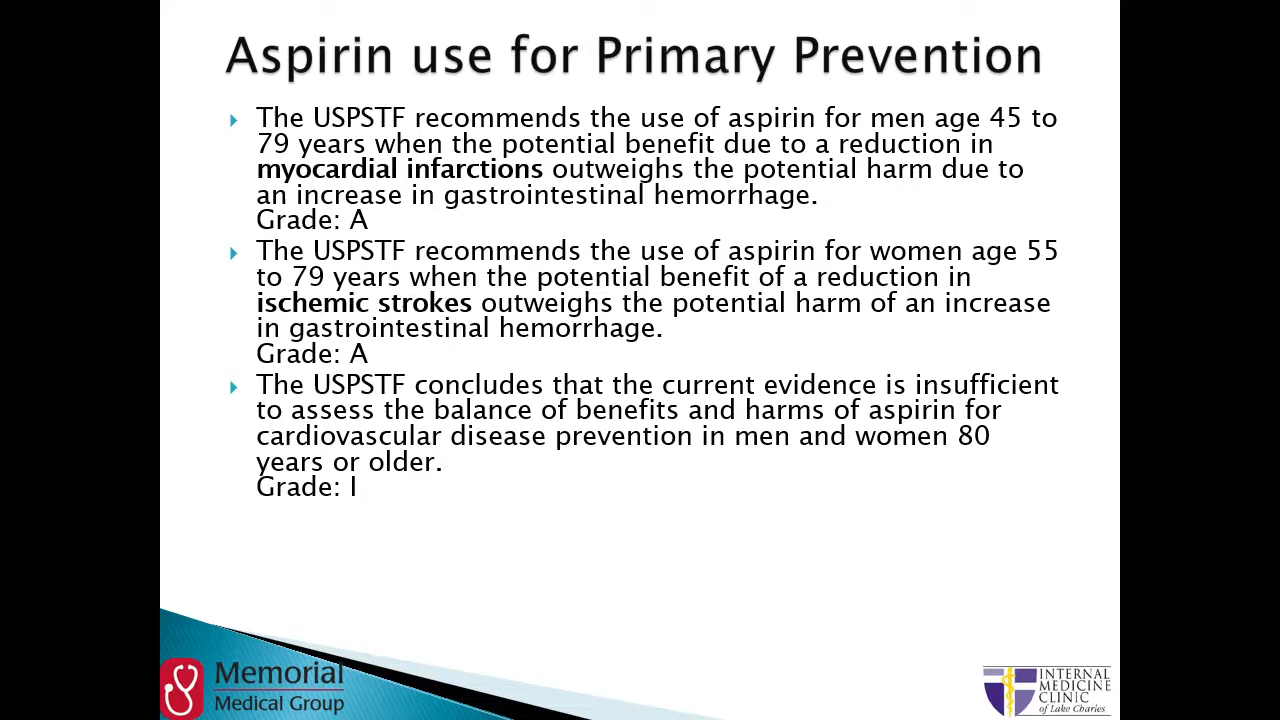 Aspirin use for Primary Prevention
The USPSTF recommends the use of aspirin for men age 45 to
79 years when the potential benefit due to a reduction in
myocardial infarctions outweighs the potential harm due to
an increase in gastrointestinal hemorrhage.
Grade: A
The USPSTF recommends the use of aspirin for women age 55
to 79 years when the potential benefit of a reduction in
ischemic strokes outweighs the potential harm of an increase
in gastrointestinal hemorrhage.
Grade: A
The USPSTF concludes that the current evidence is insufficient
to assess the balance of benefits and harms of aspirin for
cardiovascular disease prevention in men and women 80
years or older.
Grade: I
Memorial
Medical Group
INTERNAL
MEDICINE
CLINIC
of Lake Charles